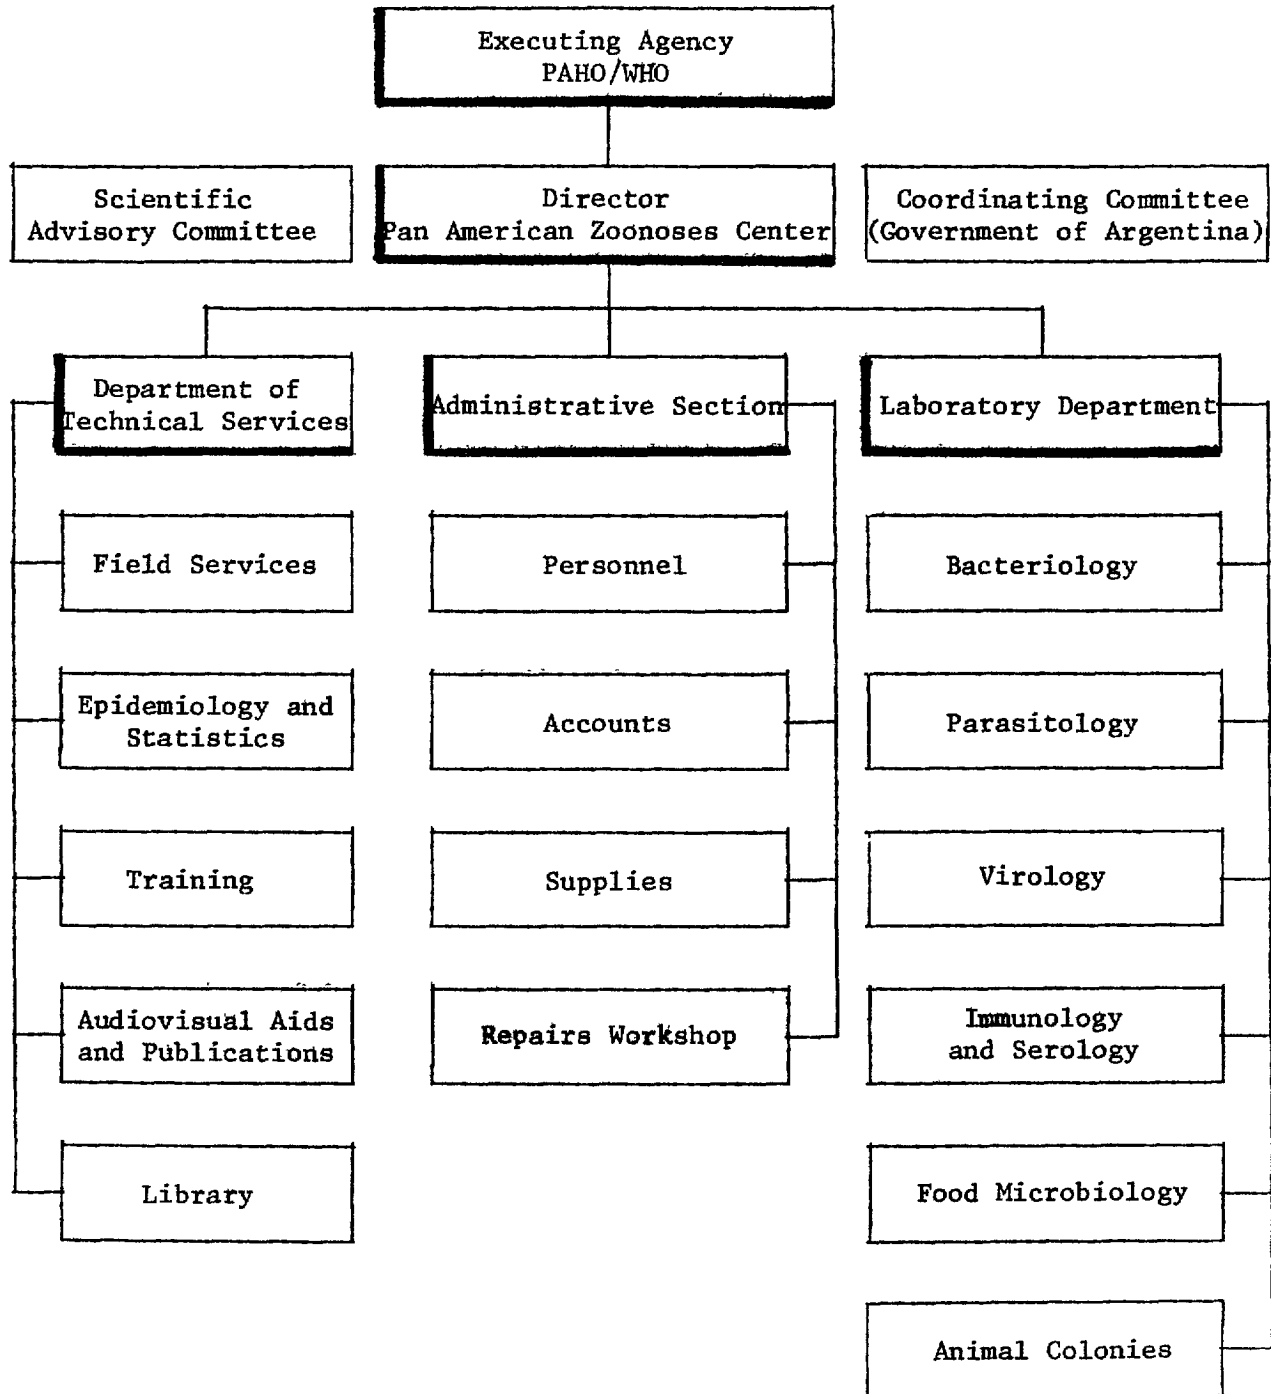 Executing Agency
PAHO/WHO
Scientific
Advisory Committee
Director
Pan American Zoonoses Center
Coordinating Committee
(Government of Argentina)
Department of
Technical Services
Administrative Section
Laboratory Department
Field Services
Personnel
Bacteriology
Epidemiology and
Statistics
Accounts
Parasitology
Training
Supplies
Virology
Audiovisual Aids
and Publications
Repairs Workshop
Immunology
and Serology
Library
Food Microbiology
Animal Colonies